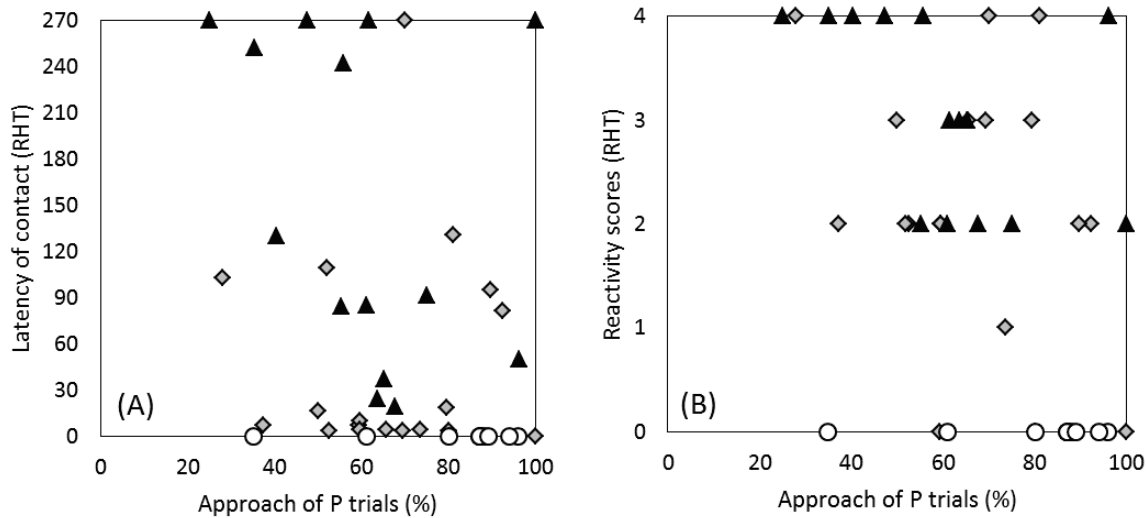 270
240
210
180
150
120
90
60
30
0
Latency of contact (RHT)
(A)
0 20 40 60 80 100
Approach of P trials (%)
4
3
2
1
0
Reactivity scores (RHT)
(B)
0 20 40 60 80 100
Approach of P trials (%)